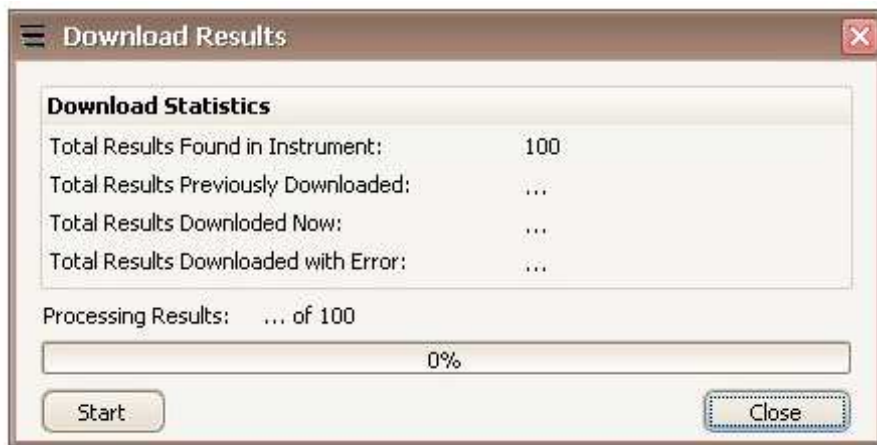 Download Results
Download Statistics
Total Results Found in Instrument: 100
Total Results Previously Downloaded: ...
Total Results Downloded Now: ...
Total Results Downloaded with Error: ...
Processing Results: ... of 100
0%
Start Close